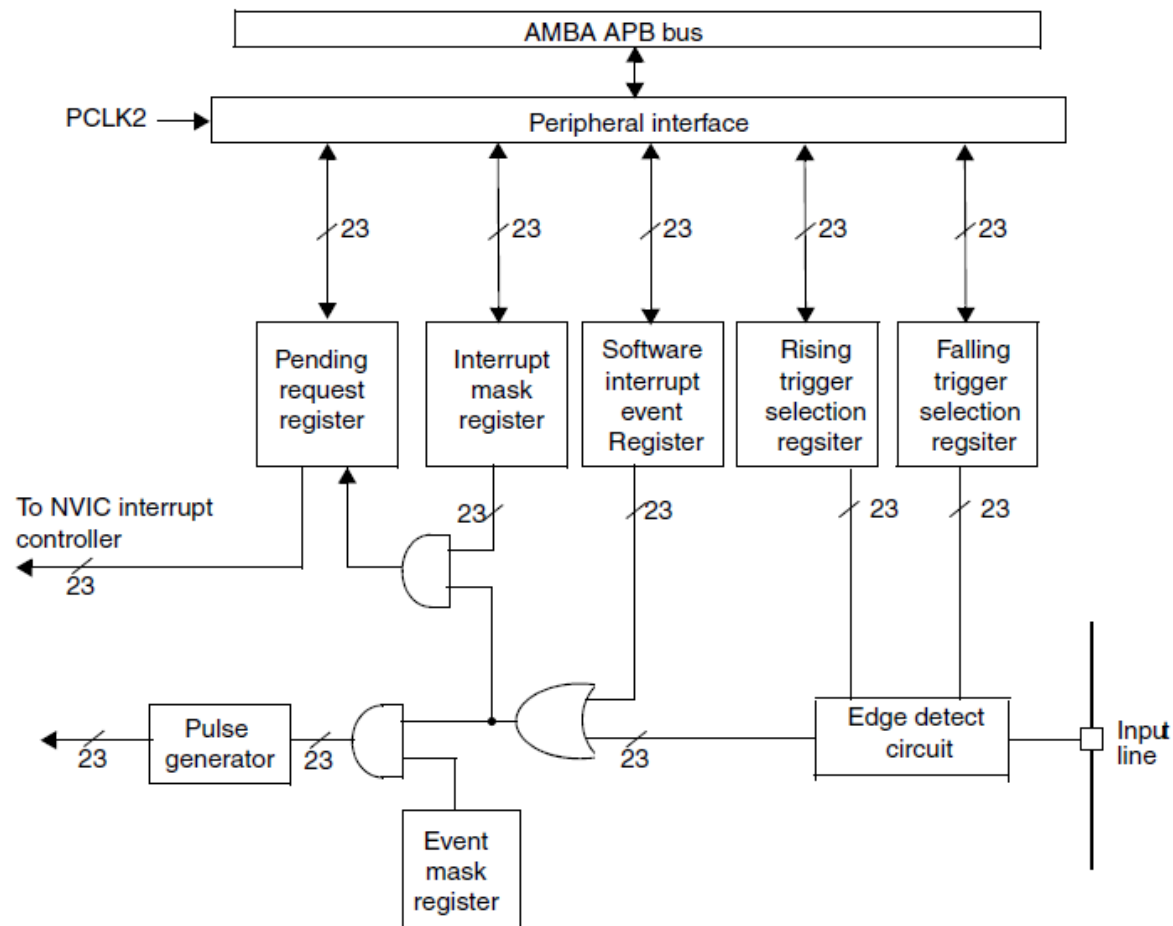 AMBA APB bus
PCLK2
Peripheral interface
23
23
23
23
23
Pending
request
register
Interrupt
mask
register
Software
interrupt
event
Register
Rising
trigger
selection
regsiter
Falling
trigger
selection
regsiter
To NVIC interrupt
controller
23
23
23
23
23
Pulse
generator
23
23
23
Edge detect
circuit
Input
line
Event
mask
register